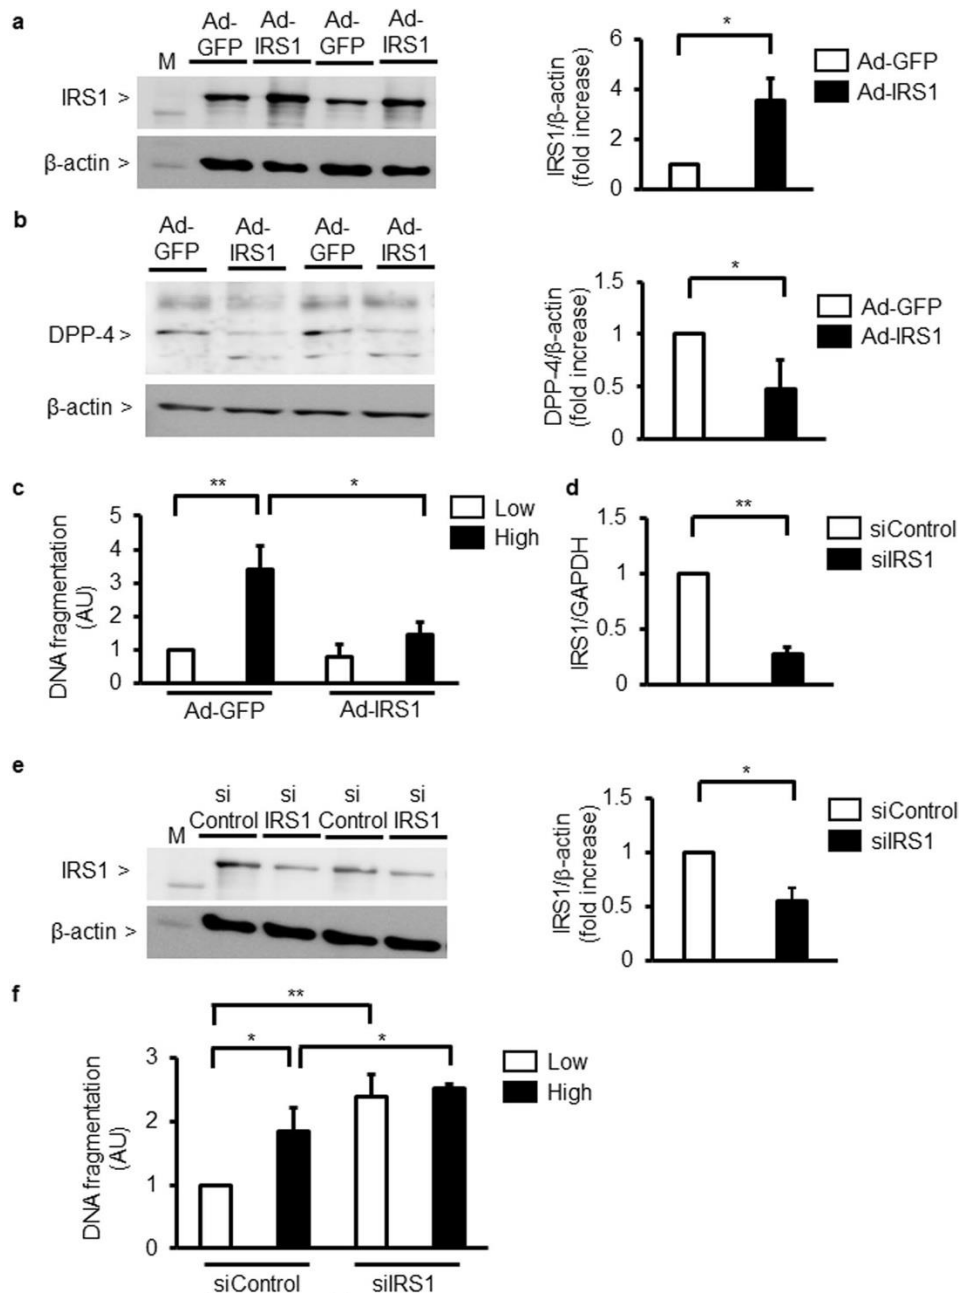 a
M
Ad-
GFP
Ad-
IRS1
Ad-
GFP
Ad-
IRS1
IRS1 >
β-actin >
*
6
4
2
0
IRS1/β-actin
(fold increase)
Ad-GFP
Ad-IRS1
b
Ad-
GFP
Ad-
IRS1
Ad-
GFP
Ad-
IRS1
DPP-4 >
β-actin >
*
1.5
1
0.5
0
DPP-4/β-actin
(fold increase)
Ad-GFP
Ad-IRS1
c
**
*
5
4
3
2
1
0
DNA fragmentation
(AU)
Low
High
Ad-GFP
Ad-IRS1
d
**
1.5
1
0.5
0
IRS1/GAPDH
siControl
siIRS1
e
M
si
Control
si
IRS1
si
Control
si
IRS1
IRS1 >
β-actin >
*
1.5
1
0.5
0
IRS1/β-actin
(fold increase)
siControl
siIRS1
f
**
*
*
3
2
1
0
DNA fragmentation
(AU)
Low
High
siControl
siIRS1